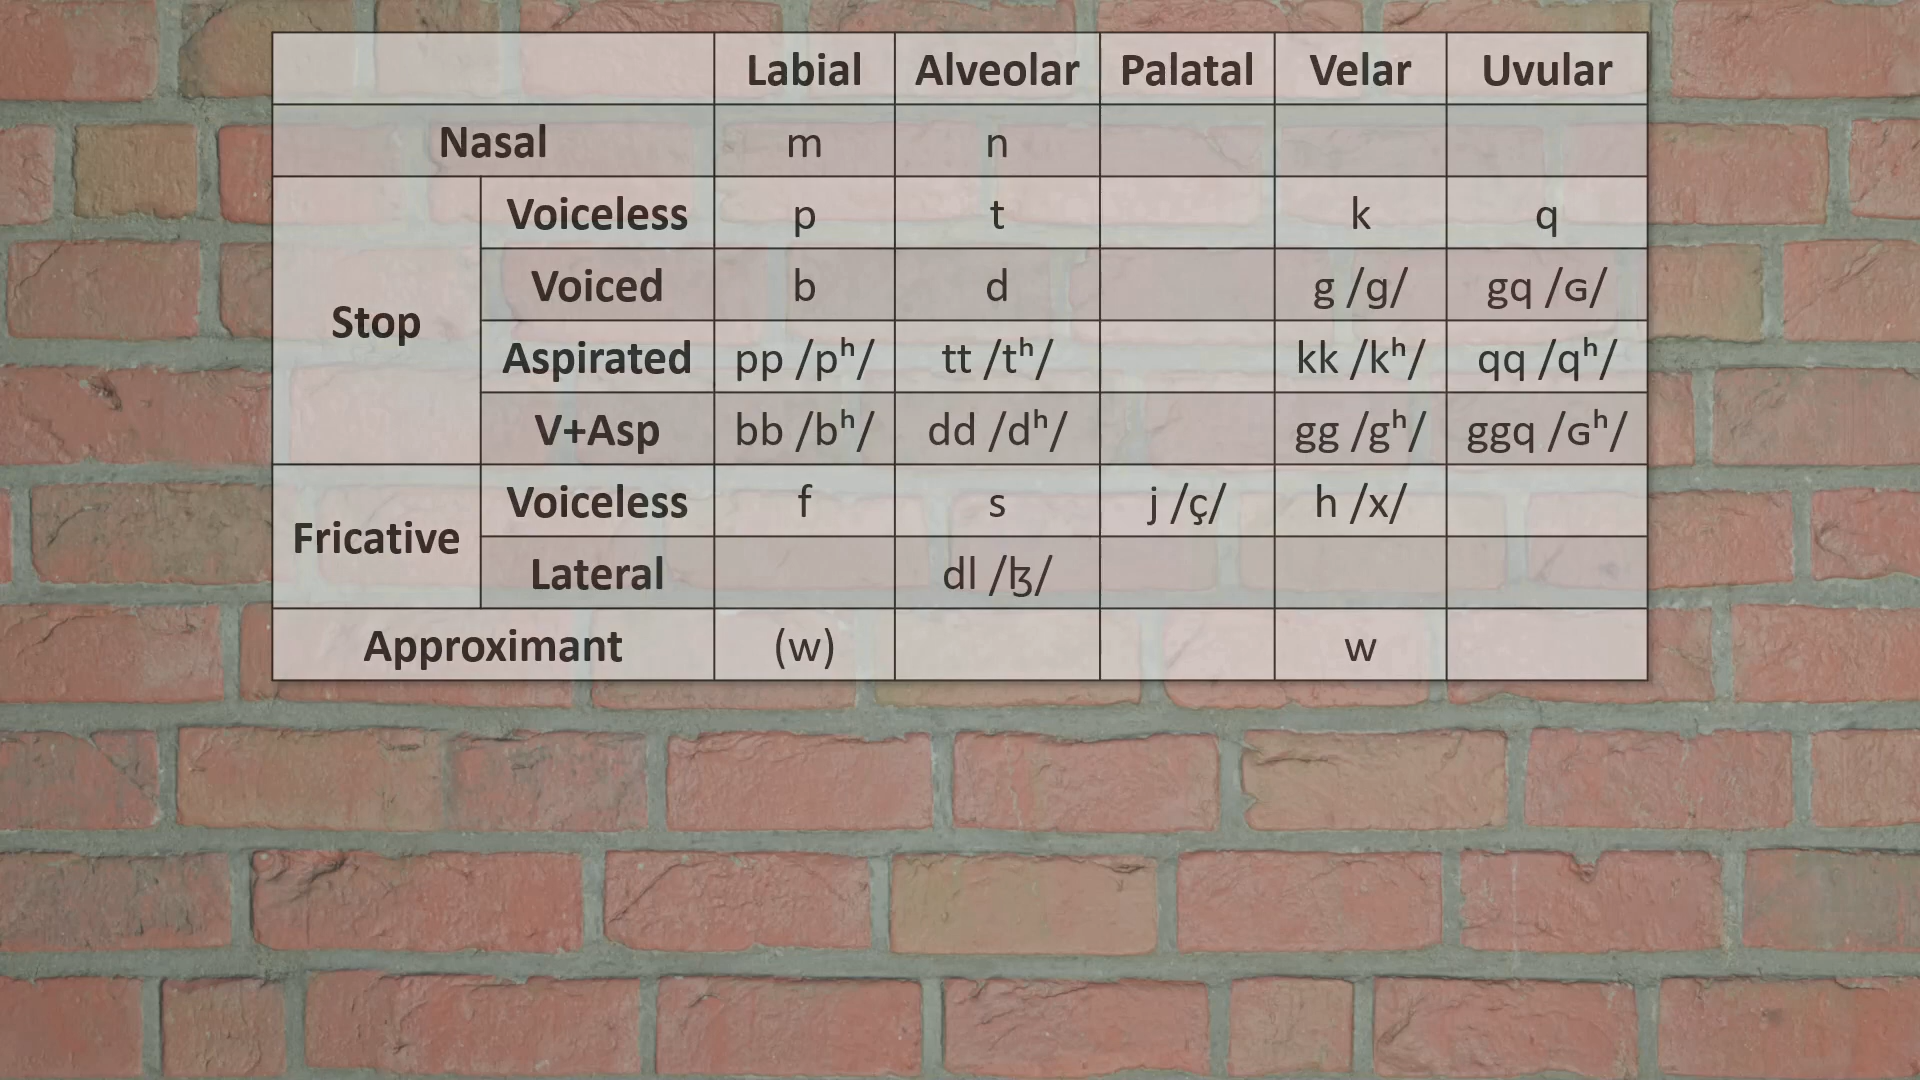 Labial Alveolar Palatal Velar Uvular
Nasal m n
Stop Voiceless p t k q
Voiced b d g /ɡ/ gq /ɢ/
Aspirated pp /pʰ/ tt /tʰ/ kk /kʰ/ qq /qʰ/
V+Asp bb /bʰ/ dd /dʰ/ gg /gʰ/ ggq /ɢʰ/
Fricative Voiceless f s j /ç/ h /x/
Lateral dl /ɮ/
Approximant (w) w